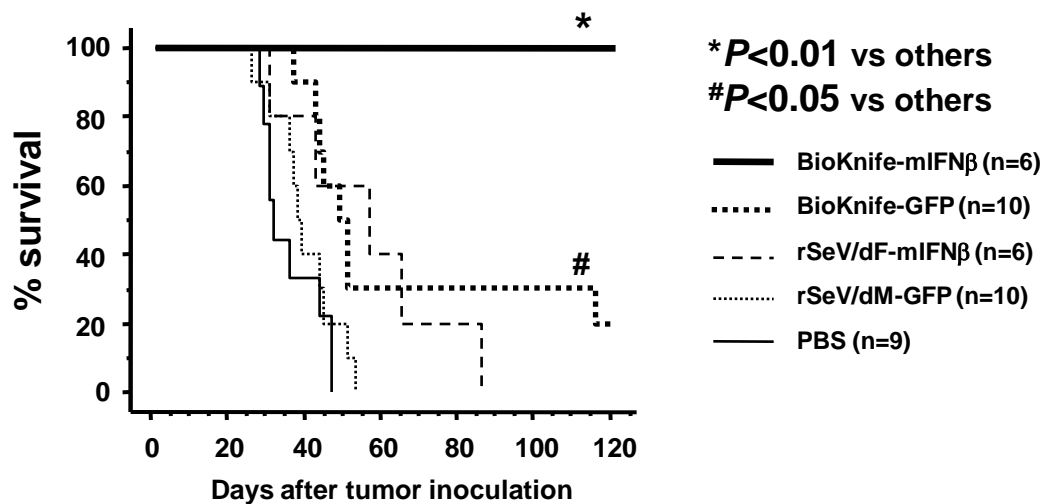 *
100
80
60
40
20
0
% survival
#
0 20 40 60 80 100 120
Days after tumor inoculation
*P<0.01 vs others
#P<0.05 vs others
BioKnife-mIFNβ (n=6)
BioKnife-GFP (n=10)
rSeV/dF-mIFNβ (n=6)
rSeV/dM-GFP (n=10)
PBS (n=9)